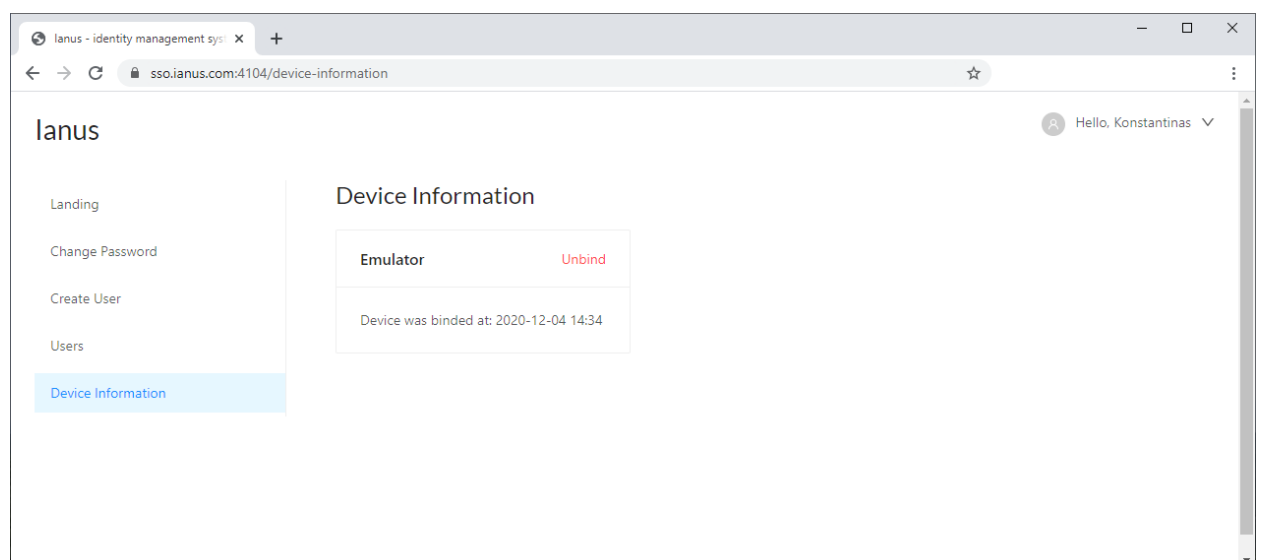 Ianus - identity management syst
sso.ianus.com:4104/device-information
Ianus
Hello, Konstantinas
Landing
Change Password
Create User
Users
Device Information
Device Information
Emulator
Unbind
Device was binded at: 2020-12-04 14:34